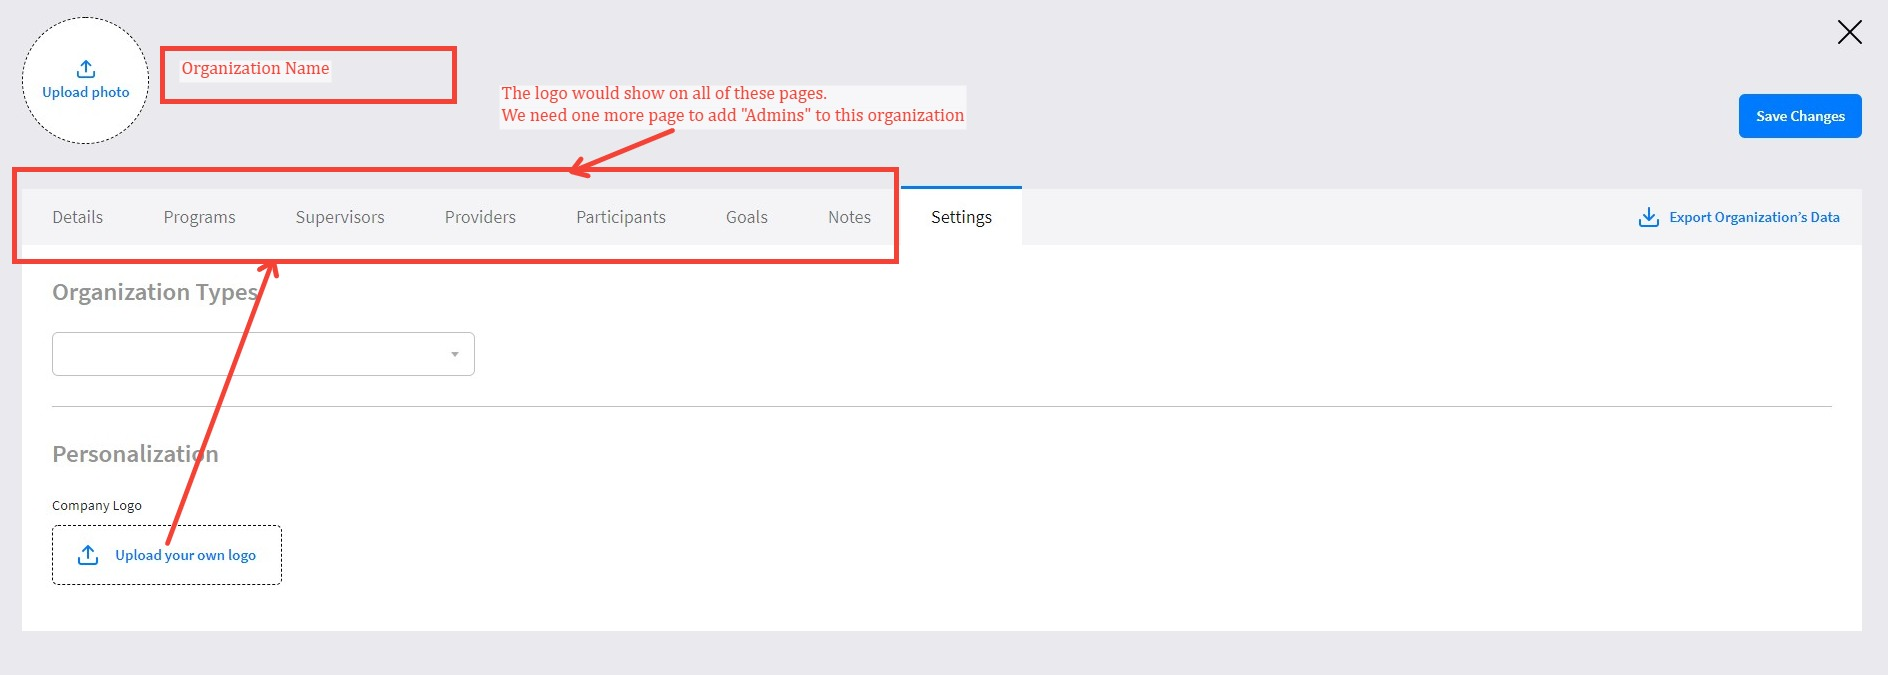 Upload photo
Organization Name
The logo would show on all of these pages.
We need one more page to add "Admins" to this organization
Save Changes
Details Programs Supervisors Providers Participants Goals Notes Settings Export Organization’s Data
Organization Types
Personalization
Company Logo
Upload your own logo